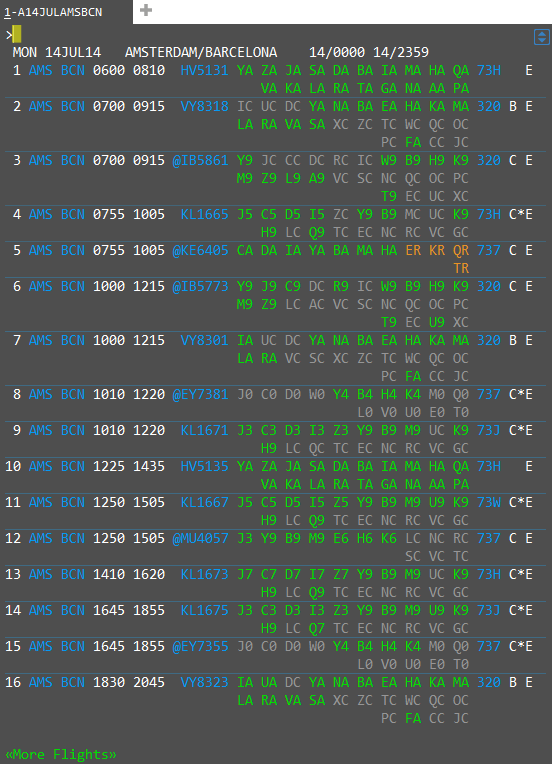 1-A14JULAMSBCN
>
MON 14JUL14 AMSTERDAM/BARCELONA 14/0000 14/2359
1 AMS BCN 0600 0810 HV5131 YA ZA JA SA DA BA IA MA HA QA 73H E
VA KA LA RA TA GA NA AA PA
2 AMS BCN 0700 0915 VY8318 IC UC DC YA NA BA EA HA KA MA 320 B E
LA RA VA SA XC ZC TC WC QC OC
PC FA CC JC
3 AMS BCN 0700 0915 @IB5861 Y9 JC CC DC RC IC W9 B9 H9 K9 320 C E
M9 Z9 L9 A9 VC SC NC QC OC PC
T9 EC UC XC
4 AMS BCN 0755 1005 KL1665 J5 C5 D5 I5 ZC Y9 B9 MC UC K9 73H C*E
H9 LC Q9 TC EC NC RC VC GC
5 AMS BCN 0755 1005 @KE6405 CA DA IA YA BA MA HA ER KR QR 737 C E
TR
6 AMS BCN 1000 1215 @IB5773 Y9 J9 C9 DC R9 IC W9 B9 H9 K9 320 C E
M9 Z9 LC AC VC SC NC QC OC PC
T9 EC U9 XC
7 AMS BCN 1000 1215 VY8301 IA UC DC YA NA BA EA HA KA MA 320 B E
LA RA VC SC XC ZC TC WC QC OC
PC FA CC JC
8 AMS BCN 1010 1220 @EY7381 J0 C0 D0 W0 Y4 B4 H4 K4 M0 Q0 737 C*E
L0 V0 U0 E0 T0
9 AMS BCN 1010 1220 KL1671 J3 C3 D3 I3 Z3 Y9 B9 M9 UC K9 73J C*E
H9 LC QC TC EC NC RC VC GC
10 AMS BCN 1225 1435 HV5135 YA ZA JA SA DA BA IA MA HA QA 73H E
VA KA LA RA TA GA NA AA PA
11 AMS BCN 1250 1505 KL1667 J5 C5 D5 I5 Z5 Y9 B9 M9 U9 K9 73W C*E
H9 LC Q9 TC EC NC RC VC GC
12 AMS BCN 1250 1505 @MU4057 J3 Y9 B9 M9 E6 H6 K6 LC NC RC 737 C E
SC VC TC
13 AMS BCN 1410 1620 KL1673 J7 C7 D7 I7 Z7 Y9 B9 M9 UC K9 73H C*E
H9 LC Q9 TC EC NC RC VC GC
14 AMS BCN 1645 1855 KL1675 J3 C3 D3 I3 Z3 Y9 B9 M9 U9 K9 73J C*E
H9 LC Q7 TC EC NC RC VC GC
15 AMS BCN 1645 1855 @EY7355 J0 C0 D0 W0 Y4 B4 H4 K4 M0 Q0 737 C*E
L0 V0 U0 E0 T0
16 AMS BCN 1830 2045 VY8323 IA UA DC YA NA BA EA HA KA MA 320 B E
LA RA VA SA XC ZC TC WC QC OC
PC FA CC JC
«More Flights»